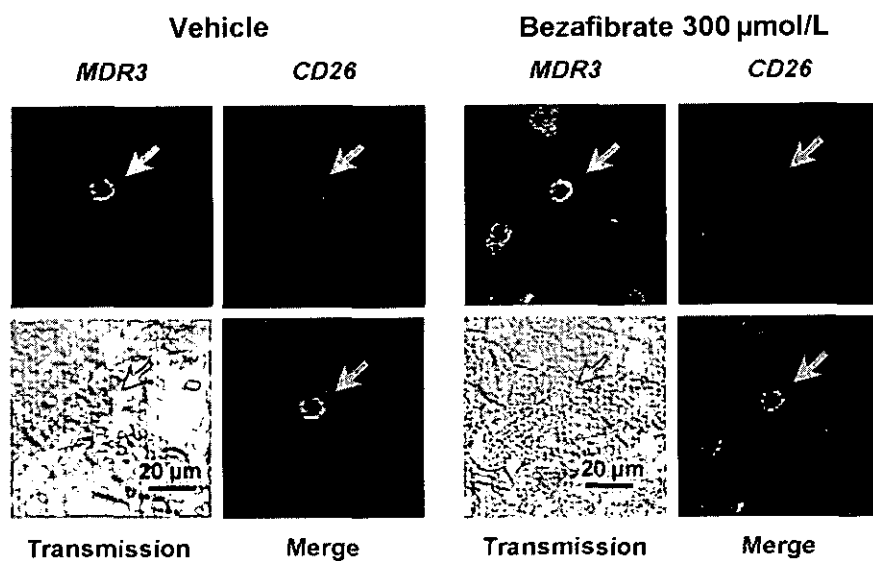 Vehicle
Bezafibrate 300 µmol/L
MDR3
CD26
MDR3
CD26
20 µm
20 µm
Transmission
Merge
Transmission
Merge